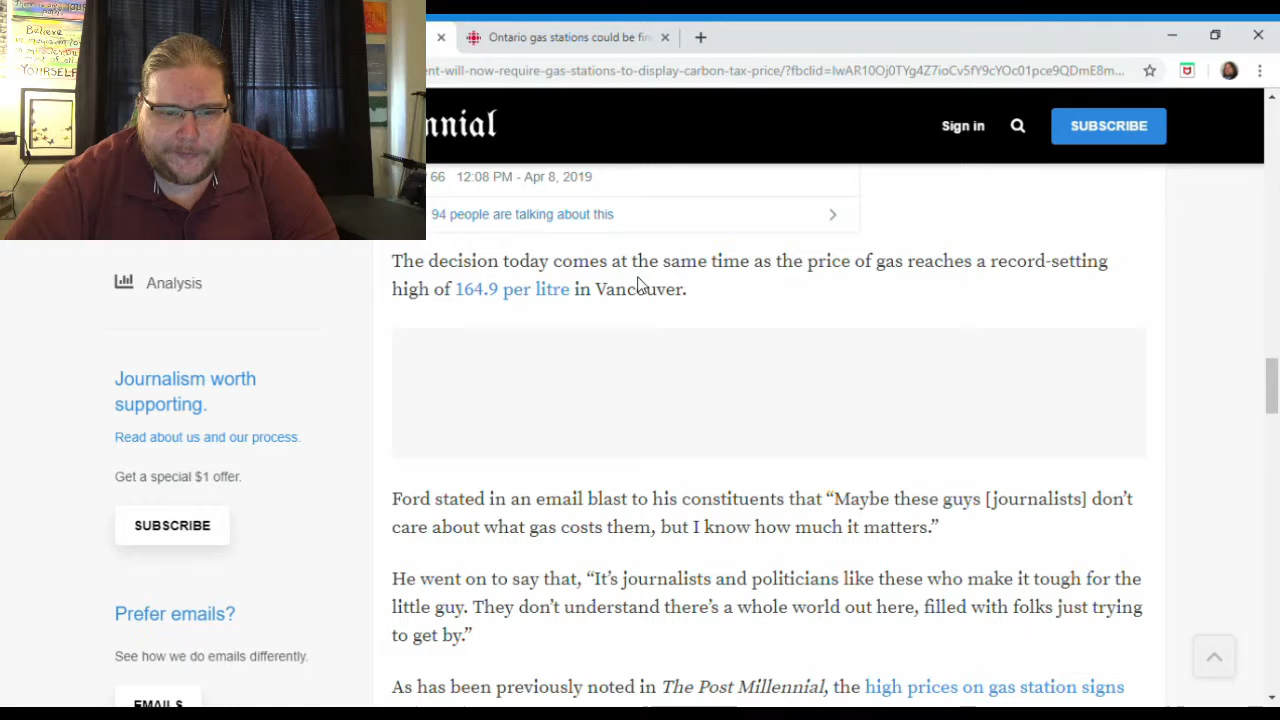 Believe
YOURSELF
Ontario gas stations could be fin
ent-will-now-require-gas-stations-to-display-carbon-tax-price/?fbclid=IwAR10Oj0TYg4Z7ioCv5fY9cVOc01pce9QDmE8m...
nnial
Sign in
SUBSCRIBE
66 12:08 PM - Apr 8, 2019
94 people are talking about this
The decision today comes at the same time as the price of gas reaches a record-setting
high of 164.9 per litre in Vancouver.
Analysis
Journalism worth
supporting.
Read about us and our process.
Get a special $1 offer.
SUBSCRIBE
Prefer emails?
See how we do emails differently.
EMAILS
Ford stated in an email blast to his constituents that “Maybe these guys [journalists] don’t
care about what gas costs them, but I know how much it matters.”
He went on to say that, “It’s journalists and politicians like these who make it tough for the
little guy. They don’t understand there’s a whole world out here, filled with folks just trying
to get by.”
As has been previously noted in The Post Millennial, the high prices on gas station signs